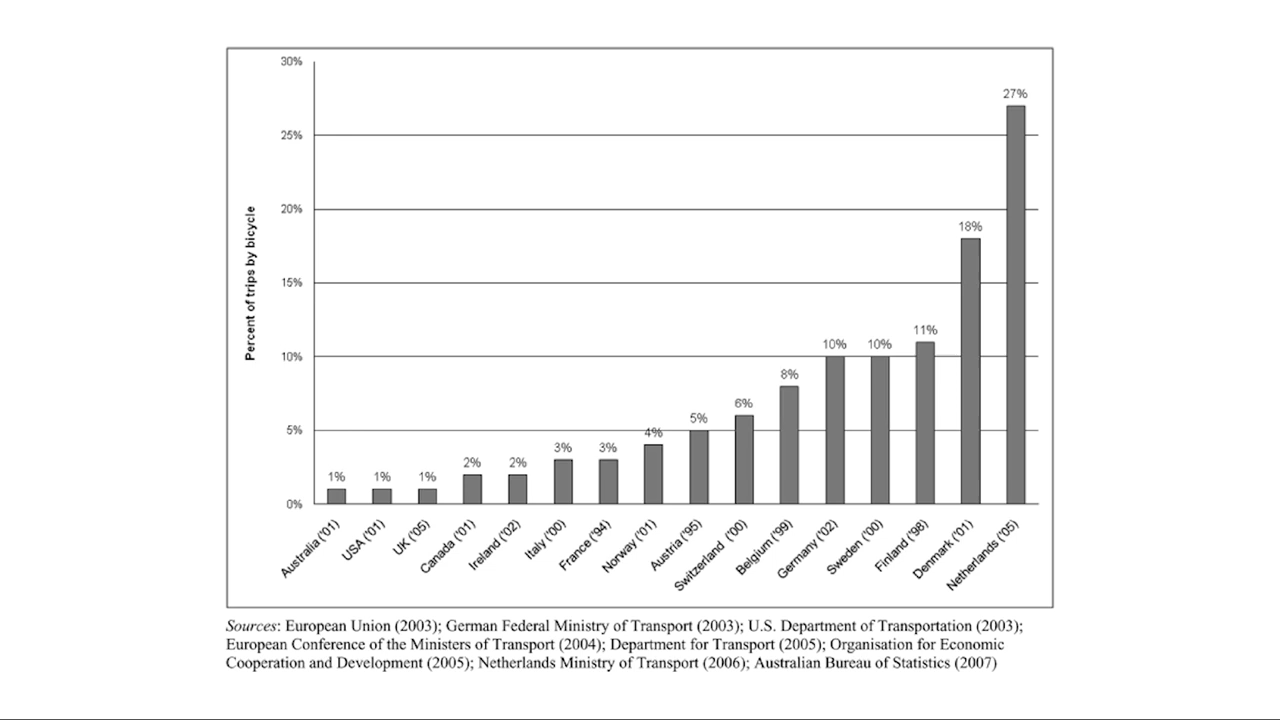 30%
25%
20%
15%
10%
5%
0%
Percent of trips by bicycle
1%
1%
1%
2%
2%
3%
3%
4%
5%
6%
8%
10%
10%
11%
18%
27%
Australia ('01)
USA ('01)
UK ('05)
Canada ('01)
Ireland ('02)
Italy ('00)
France ('94)
Norway ('01)
Austria ('95)
Switzerland ('00)
Belgium ('99)
Germany ('02)
Sweden ('00)
Finland ('98)
Denmark ('01)
Netherlands ('05)
Sources: European Union (2003); German Federal Ministry of Transport (2003); U.S. Department of Transportation (2003);
European Conference of the Ministers of Transport (2004); Department for Transport (2005); Organisation for Economic
Cooperation and Development (2005); Netherlands Ministry of Transport (2006); Australian Bureau of Statistics (2007)